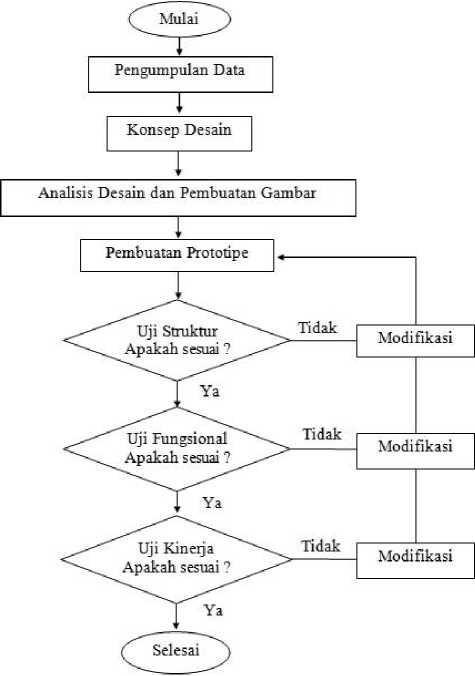 Mulai
Pengumpulan Data
Konsep Desain
Analisis Desain dan Pembuatan Gambar
Pembuatan Prototipe
Uji Struktur
Apakah sesuai ?
Tidak
Modifikasi
Ya
Uji Fungsional
Apakah sesuai ?
Tidak
Modifikasi
Ya
Uji Kinerja
Apakah sesuai ?
Tidak
Modifikasi
Ya
Selesai